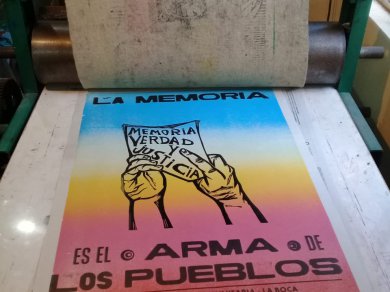 LA MEMORIA
MEMORIA
VERDAD
Y
JUSTICIA
ES EL © ARMA DE
LOS PUEBLOS
LA BOCA